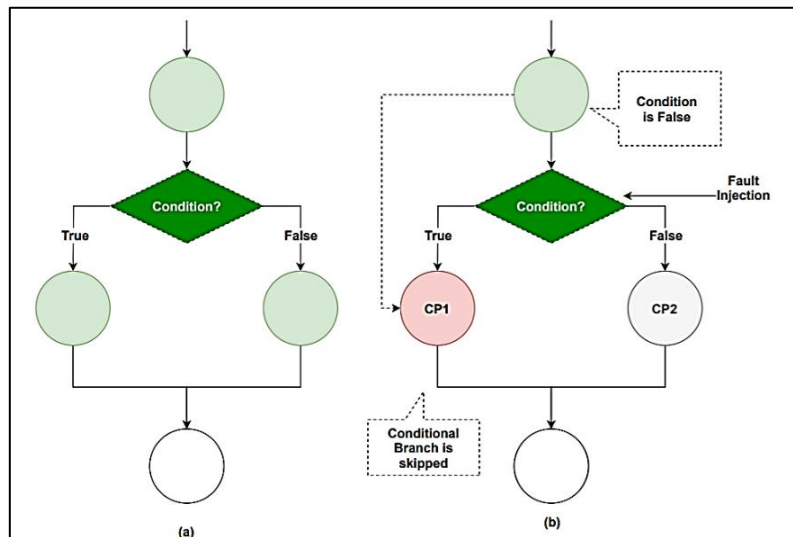 Condition?
True
False
(a)
Condition
is False
Condition?
Fault
Injection
True
False
CP1
CP2
Conditional
Branch is
skipped
(b)